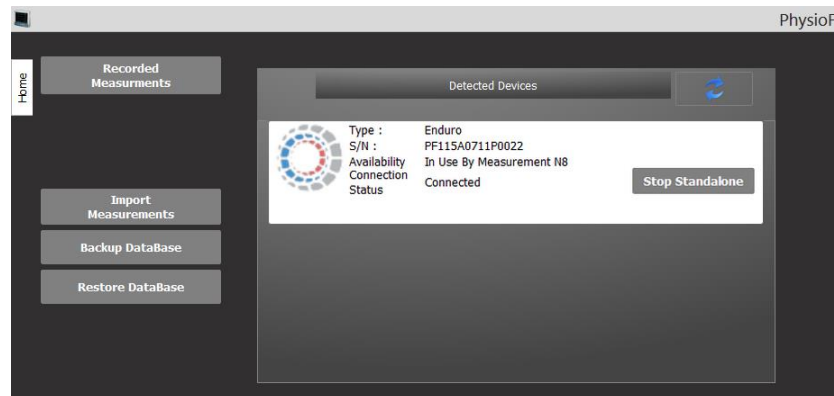 PhysioF
Home
Recorded
Measurments
Import
Measurements
Backup DataBase
Restore DataBase
Detected Devices
Type : Enduro
S/N : PF115A0711P0022
Availability In Use By Measurement N8
Connection
Status Connected
Stop Standalone